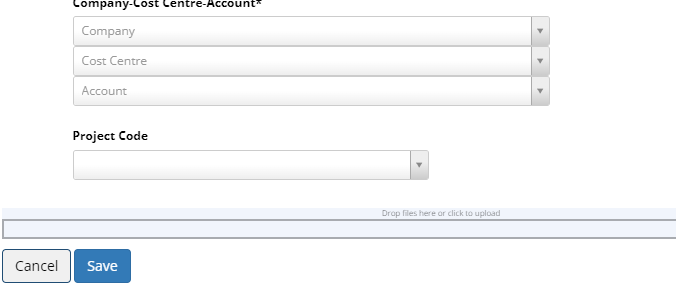 Company-Cost Centre-Account*
Company
Cost Centre
Account
Project Code
Drop files here or click to upload
Cancel
Save